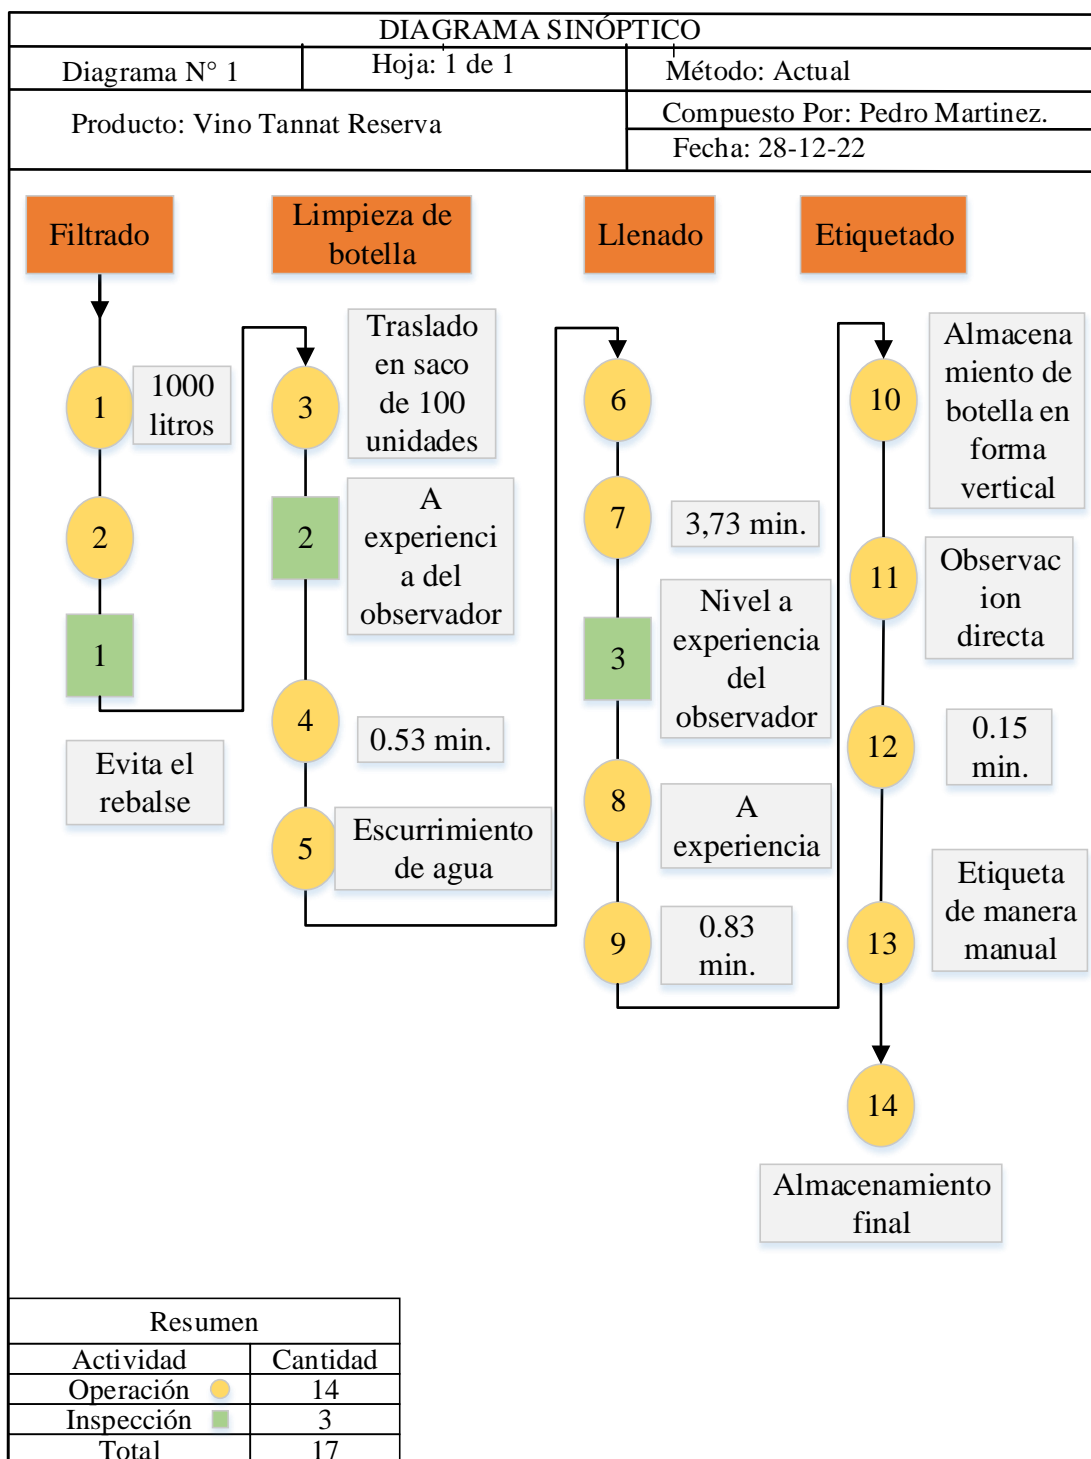 DIAGRAMA SINÓPTICO
Diagrama N° 1
Hoja: 1 de 1
Método: Actual
Producto: Vino Tannat Reserva
Compuesto Por: Pedro Martinez.
Fecha: 28-12-22
Filtrado
1
1000
litros
2
1
Evita el
rebalse
Limpieza de
botella
3
Traslado
en saco
de 100
unidades
2
A
experienci
a del
observador
4
0.53 min.
5
Escurrimiento
de agua
Llenado
6
7
3,73 min.
3
Nivel a
experiencia
del
observador
8
A
experiencia
9
0.83
min.
Etiquetado
10
Almacena
miento de
botella en
forma
vertical
11
Observac
ion
directa
12
0.15
min.
13
Etiqueta
de manera
manual
14
Almacenamiento
final
Resumen
Actividad Cantidad
Operación 14
Inspección 3
Total 17